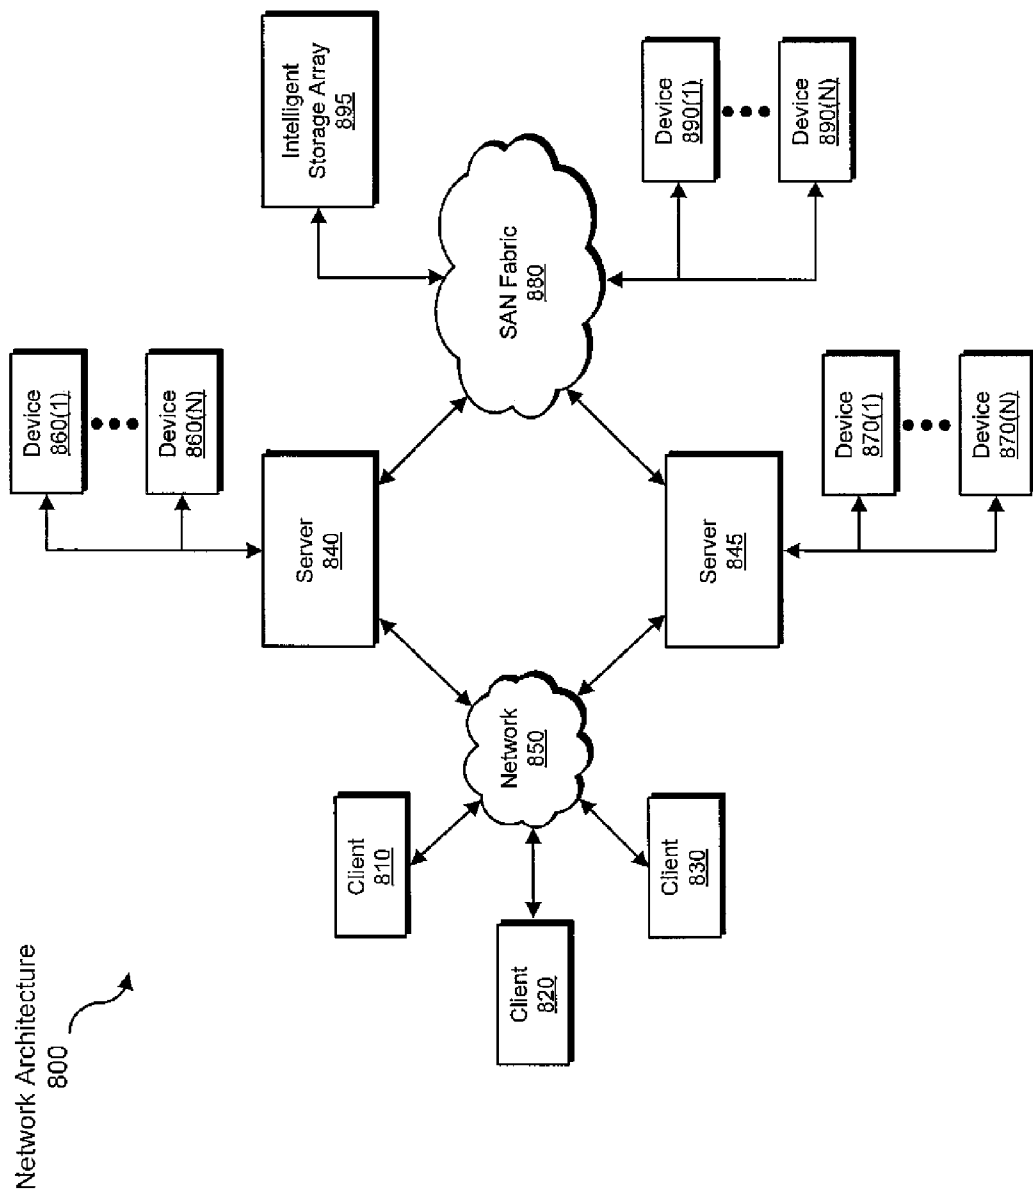 Network Architecture
800
Device
860(1)
Device
860(N)
Intelligent
Storage Array
895
Server
840
Client
810
Network
850
SAN Fabric
880
Client
820
Client
830
Server
845
Device
890(1)
Device
890(N)
Device
870(1)
Device
870(N)